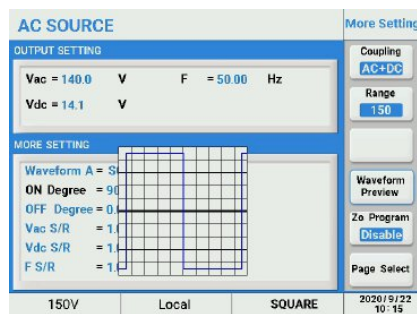 AC SOURCE
More Setting
OUTPUT SETTING
Vac = 140.0 V F = 50.00 Hz
Vdc = 14.1 V
MORE SETTING
Waveform A =
ON Degree =
OFF Degree =
Vac S/R =
Vdc S/R =
F S/R =
Coupling
AC+DC
Range
150
Waveform
Preview
Zo Program
Disable
Page Select
150V Local SQUARE
2020/9/22
10:15